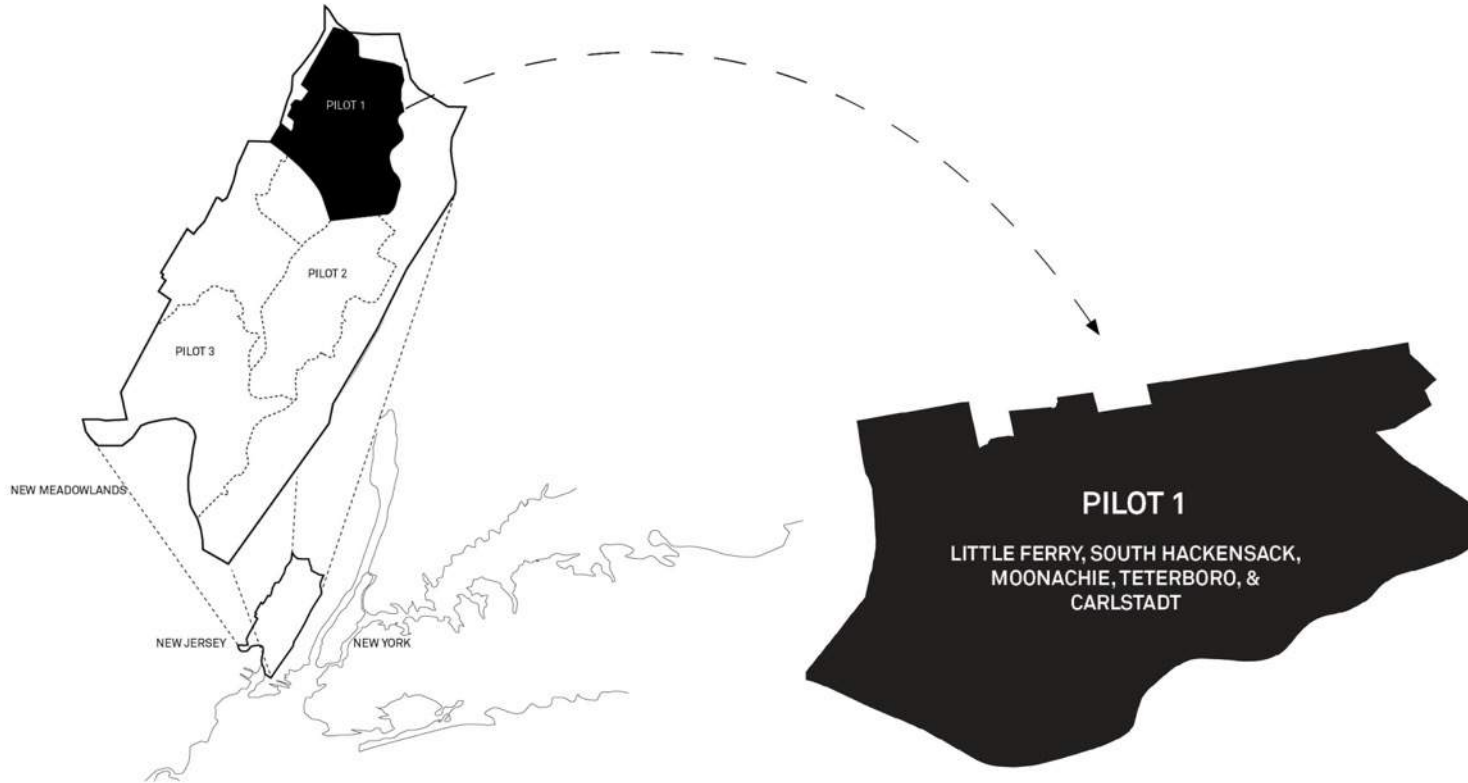 PILOT 1
PILOT 2
PILOT 3
NEW MEADOWLANDS
NEW JERSEY
NEW YORK
PILOT 1
LITTLE FERRY, SOUTH HACKENSACK,
MOONACHIE, TETERBORO, &
CARLSTADT